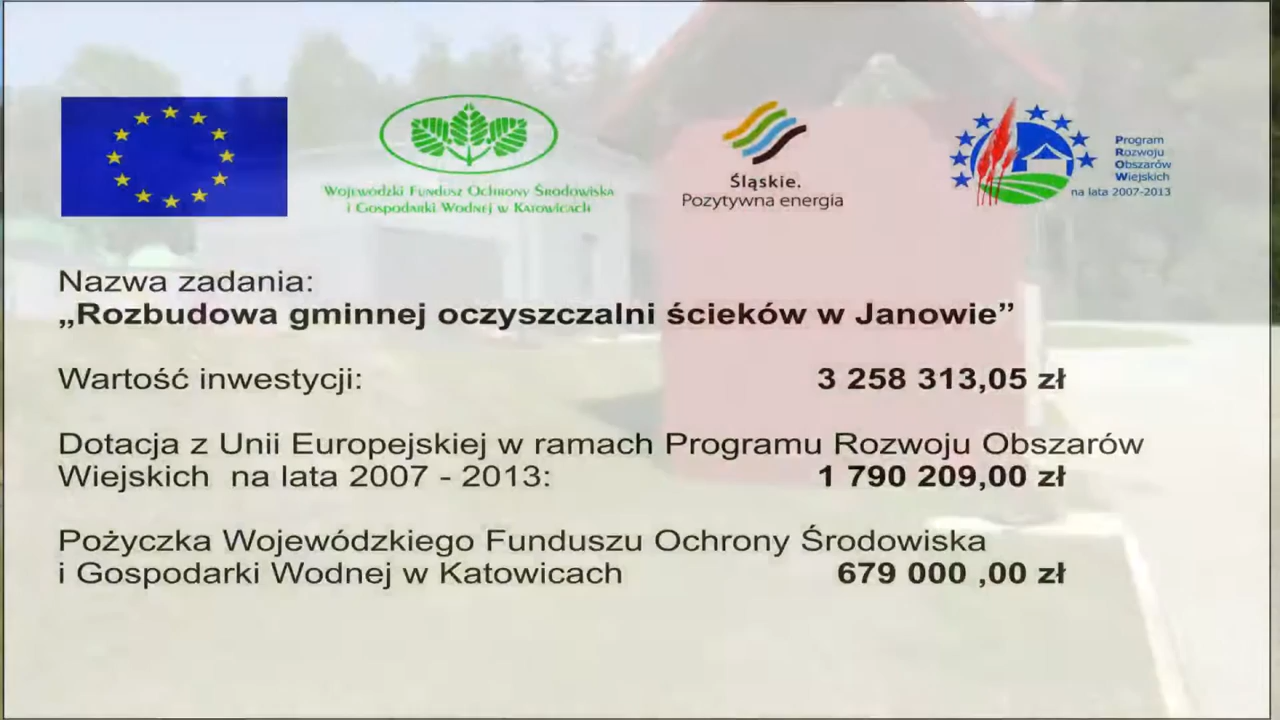 Wojewódzki Fundusz Ochrony Środowiska
i Gospodarki Wodnej w Katowicach
Śląskie.
Pozytywna energia
Program
Rozwoju
Obszarów
Wiejskich
na lata 2007-2013
Nazwa zadania:
„Rozbudowa gminnej oczyszczalni ścieków w Janowie”
Wartość inwestycji: 3 258 313,05 zł
Dotacja z Unii Europejskiej w ramach Programu Rozwoju Obszarów
Wiejskich na lata 2007 - 2013: 1 790 209,00 zł
Pożyczka Wojewódzkiego Funduszu Ochrony Środowiska
i Gospodarki Wodnej w Katowicach 679 000 ,00 zł